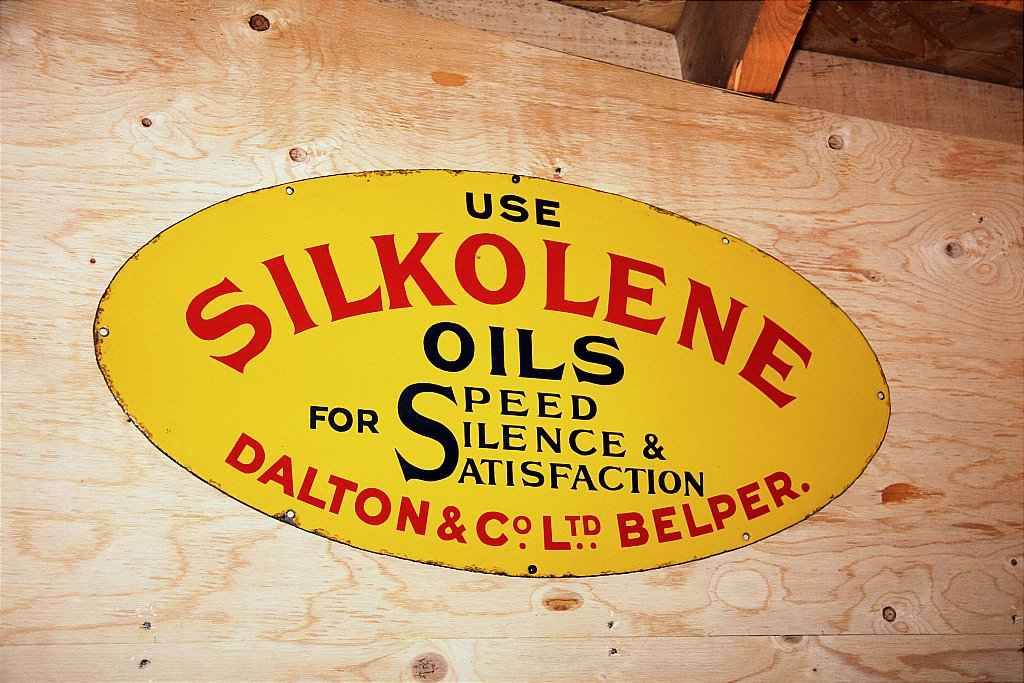 USE
SILKOLENE
OILS
FOR SPEED
SILENCE &
SATISFACTION
DALTON & Co. LTD. BELPER.